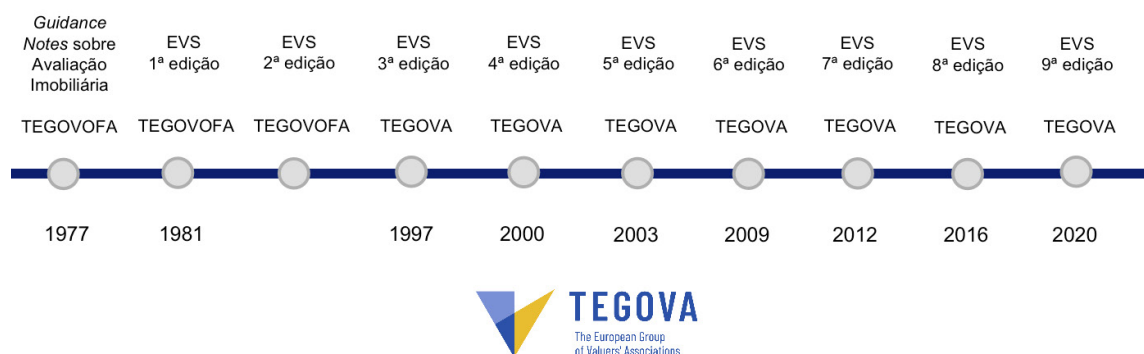 Guidance
Notes sobre
Avaliação
Imobiliária
EVS
1ª edição
EVS
2ª edição
EVS
3ª edição
EVS
4ª edição
EVS
5ª edição
EVS
6ª edição
EVS
7ª edição
EVS
8ª edição
EVS
9ª edição
TEGOVOFA TEGOVOFA TEGOVOFA TEGOVA TEGOVA TEGOVA TEGOVA TEGOVA TEGOVA TEGOVA
1977 1981 1997 2000 2003 2009 2012 2016 2020
TEGOVA
The European Group
of Valuers' Associations